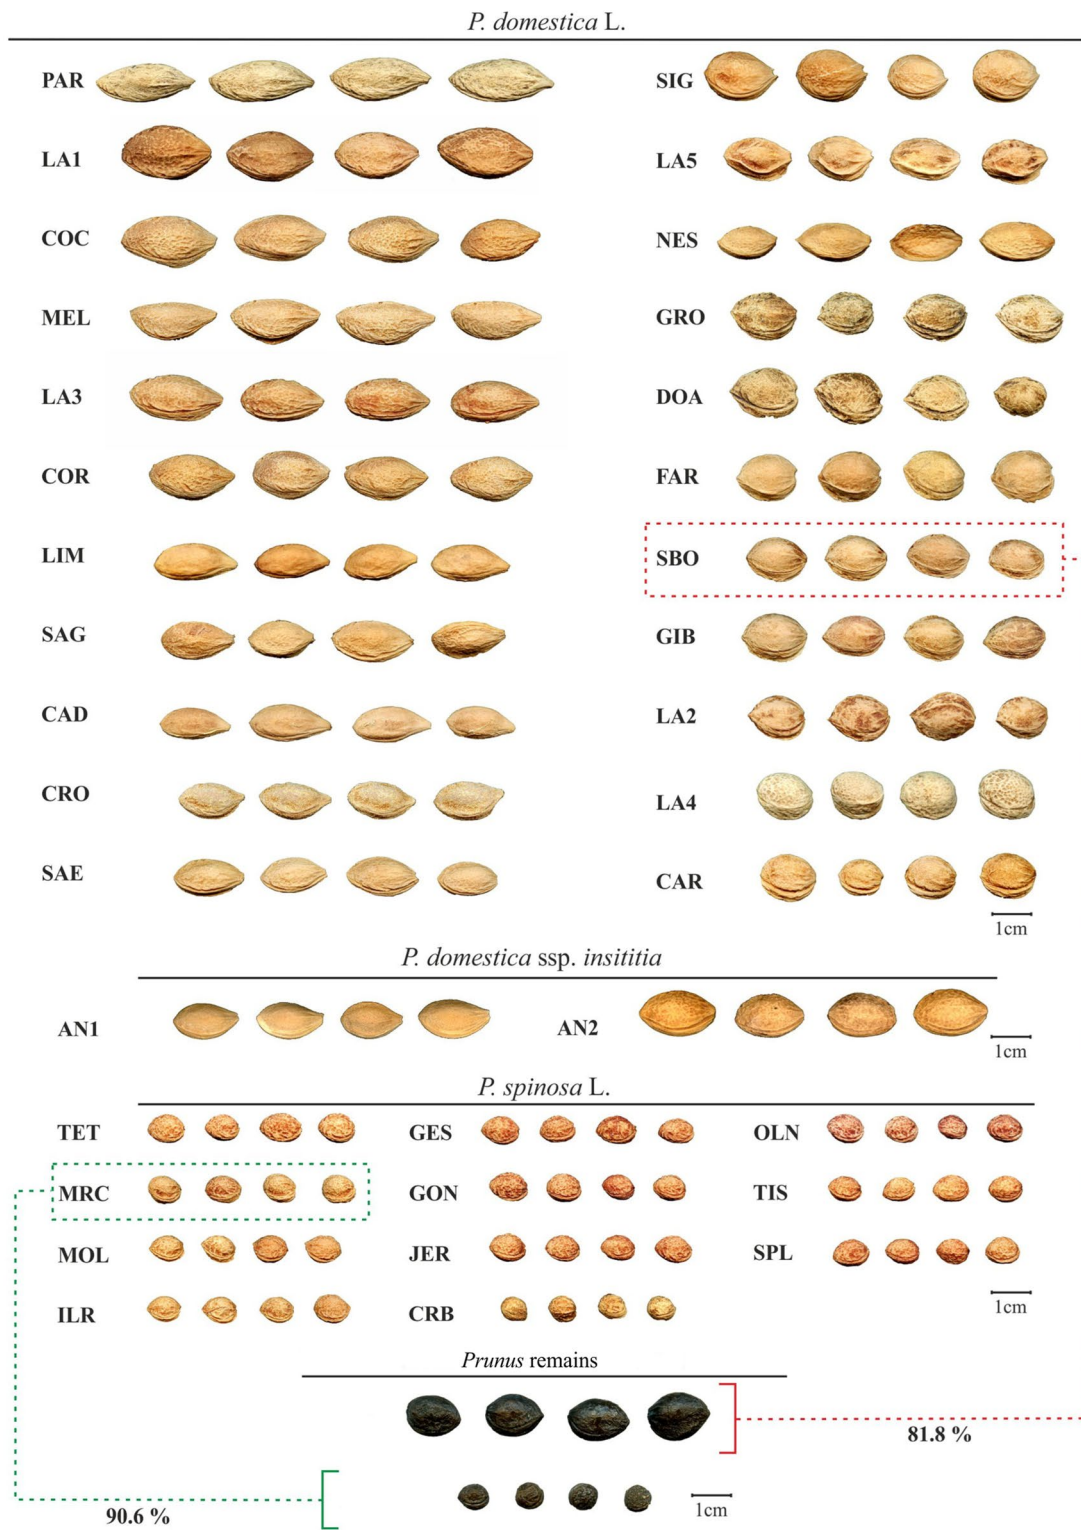 P. domestica L.
PAR
SIG
LA1
LA5
COC
NES
MEL
GRO
LA3
DOA
COR
FAR
LIM
SBO
SAG
GIB
CAD
LA2
CRO
LA4
SAE
CAR
1cm
P. domestica ssp. insititia
AN1
AN2
1cm
P. spinosa L.
TET
GES
OLN
MRC
GON
TIS
MOL
JER
SPL
ILR
CRB
1cm
Prunus remains
81.8 %
90.6 %
1cm